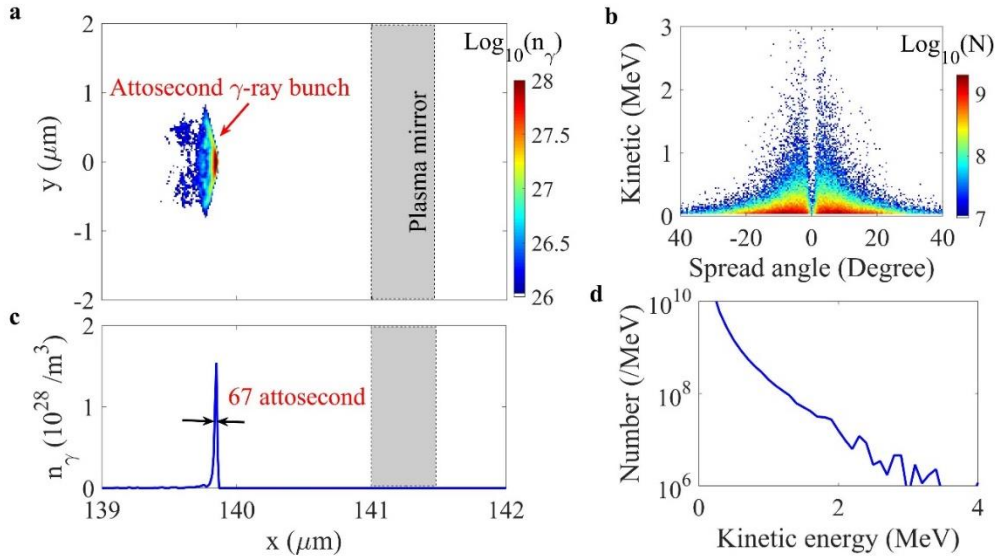 a
2
1
0
-1
-2
y (μm)
Attosecond γ-ray bunch
Plasma mirror
Log10(nγ)
28
27.5
27
26.5
26
b
3
2
1
0
Kinetic (MeV)
40 -20 0 20 40
Spread angle (Degree)
Log10(N)
9
8
7
c
2
1
0
nγ (10^28 /m^3)
67 attosecond
139 140 141 142
x (μm)
d
10^10
10^8
10^6
Number (/MeV)
0 2 4
Kinetic energy (MeV)